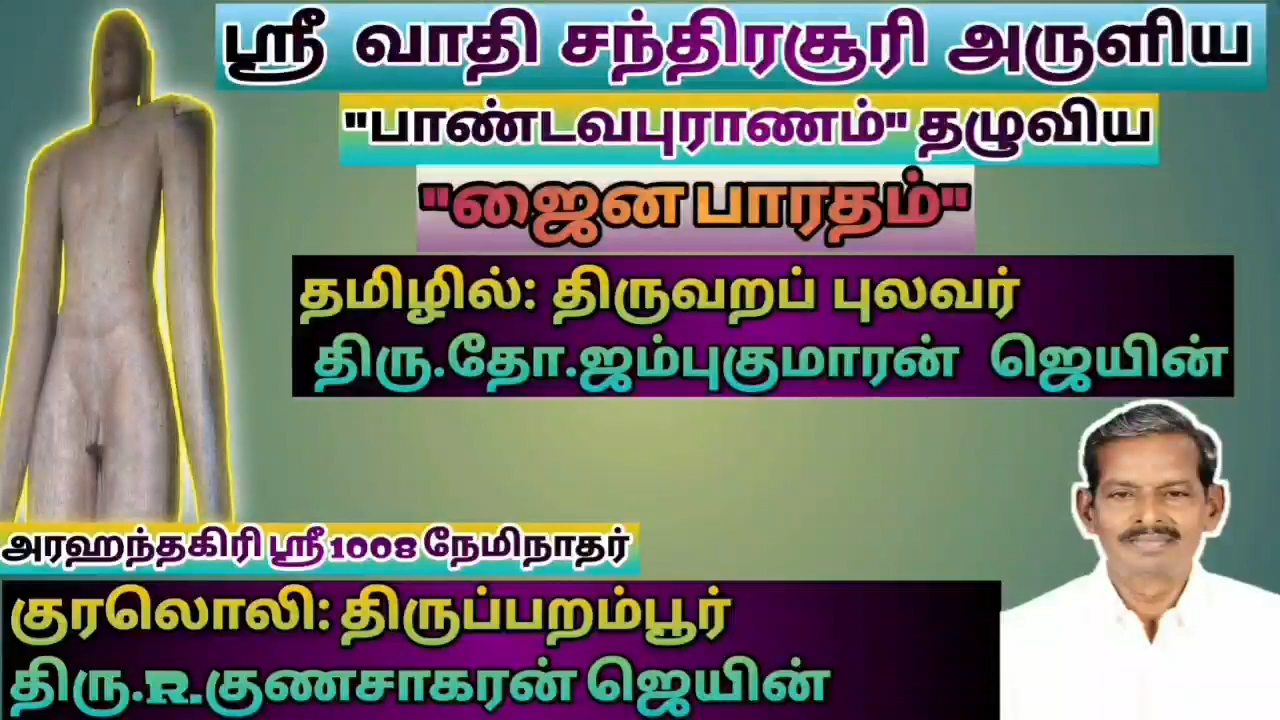 ஸ்ரீ வாதி சந்திரசூரி அருளிய
"பாண்டவபுராணம்" தழுவிய
"ஜைன பாரதம்"
தமிழில்: திருவறப் புலவர்
திரு.தோ.ஜம்புகுமாரன் ஜெயின்
அரஹந்தகிரி ஸ்ரீ 1008 நேமிநாதர்
குரலொலி: திருப்பறம்பூர்
திரு.R.குணசாகரன் ஜெயின்